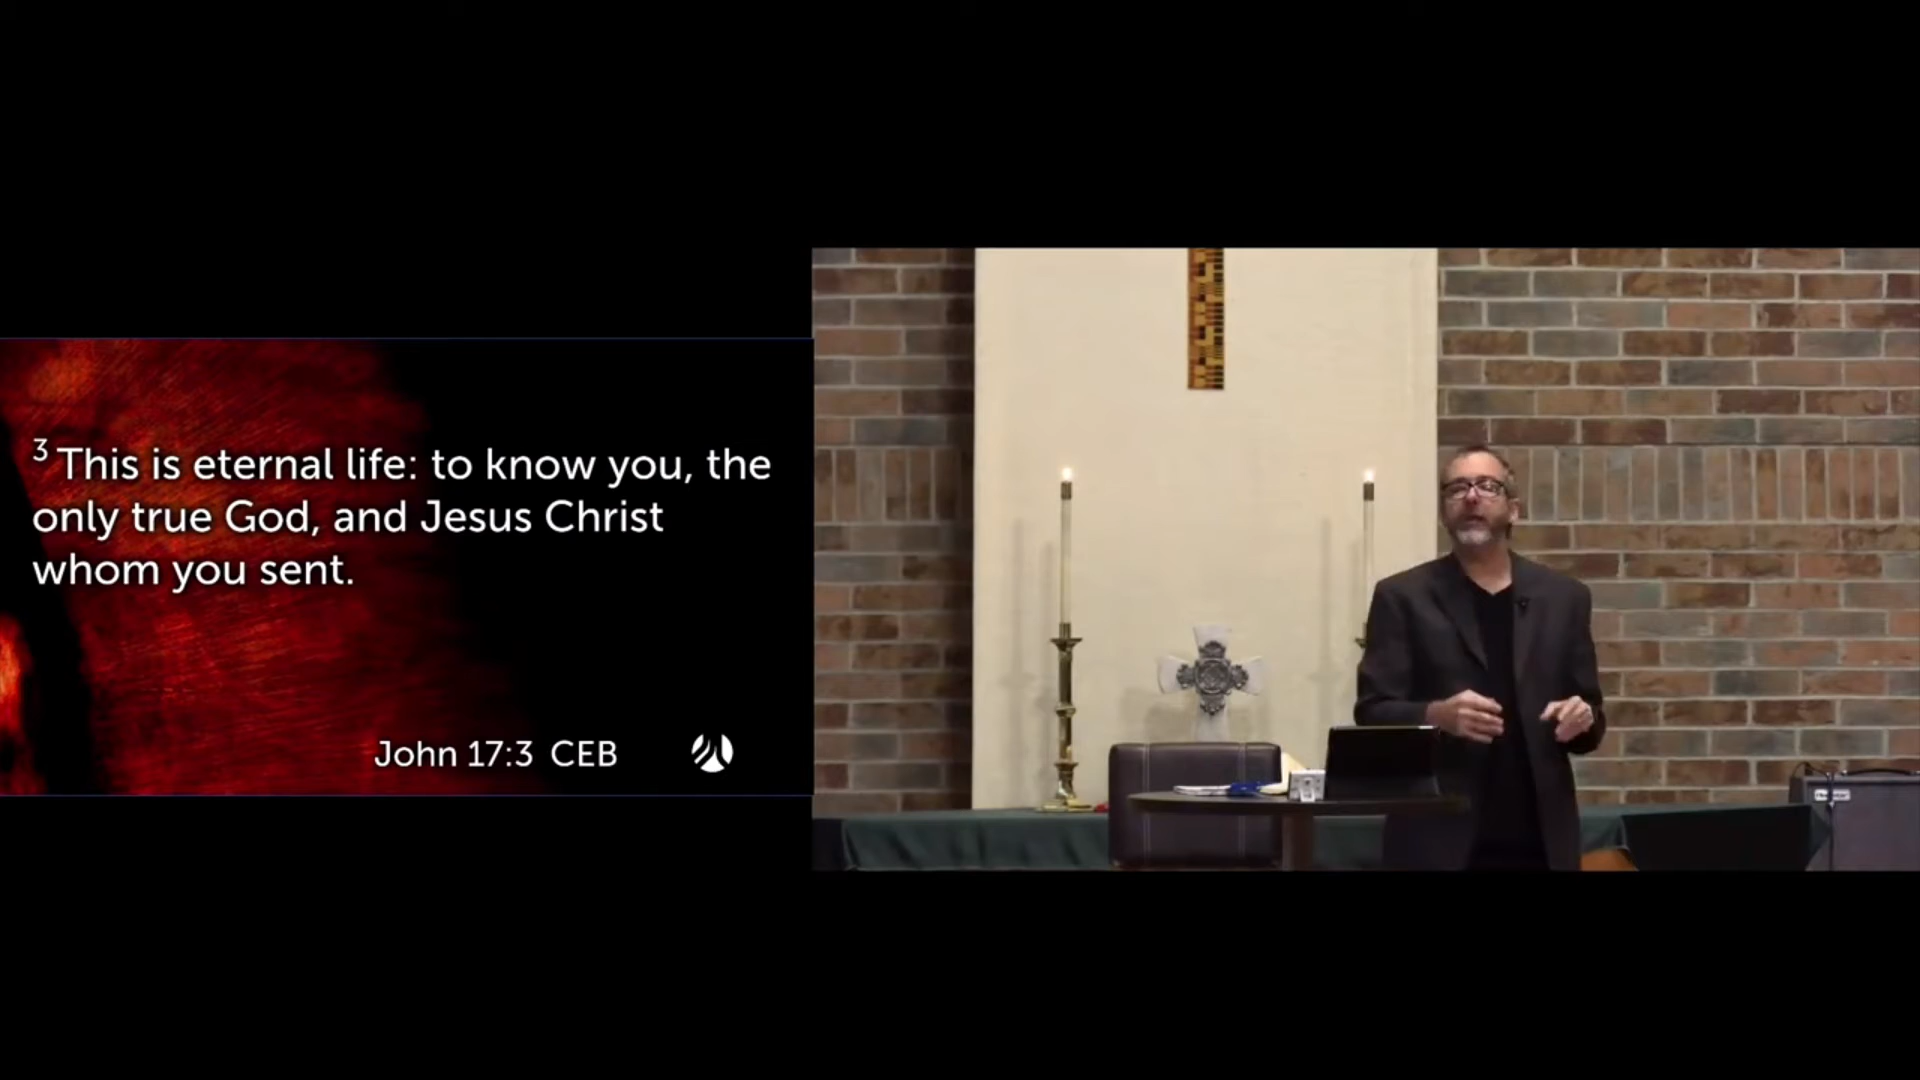 3 This is eternal life: to know you, the
only true God, and Jesus Christ
whom you sent.
John 17:3 CEB